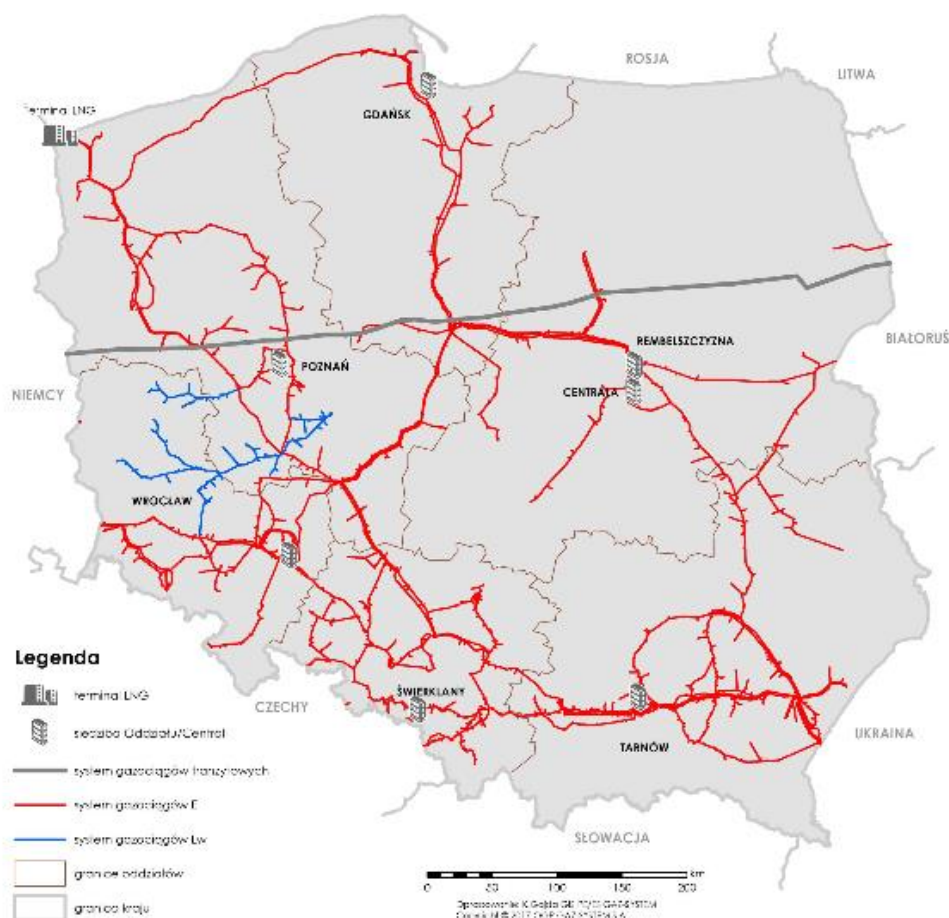 ROSJA
LITWA
GDAŃSK
Terminal LNG
REMBELSZCZYZNA
BIAŁORUŚ
POZNAŃ
NIEMCY
CENTRALA
WROCŁAW
Legenda
terminal LNG
ŚWIERKLANY
CZECHY
siedziba Oddziału/Centrali
UKRAINA
TARNÓW
system gazociągów tranzytowych
system gazociągów E
system gazociągów Lw
SŁOWACJA
granice oddziałów
km
0 50 100 150 200
granica kraju